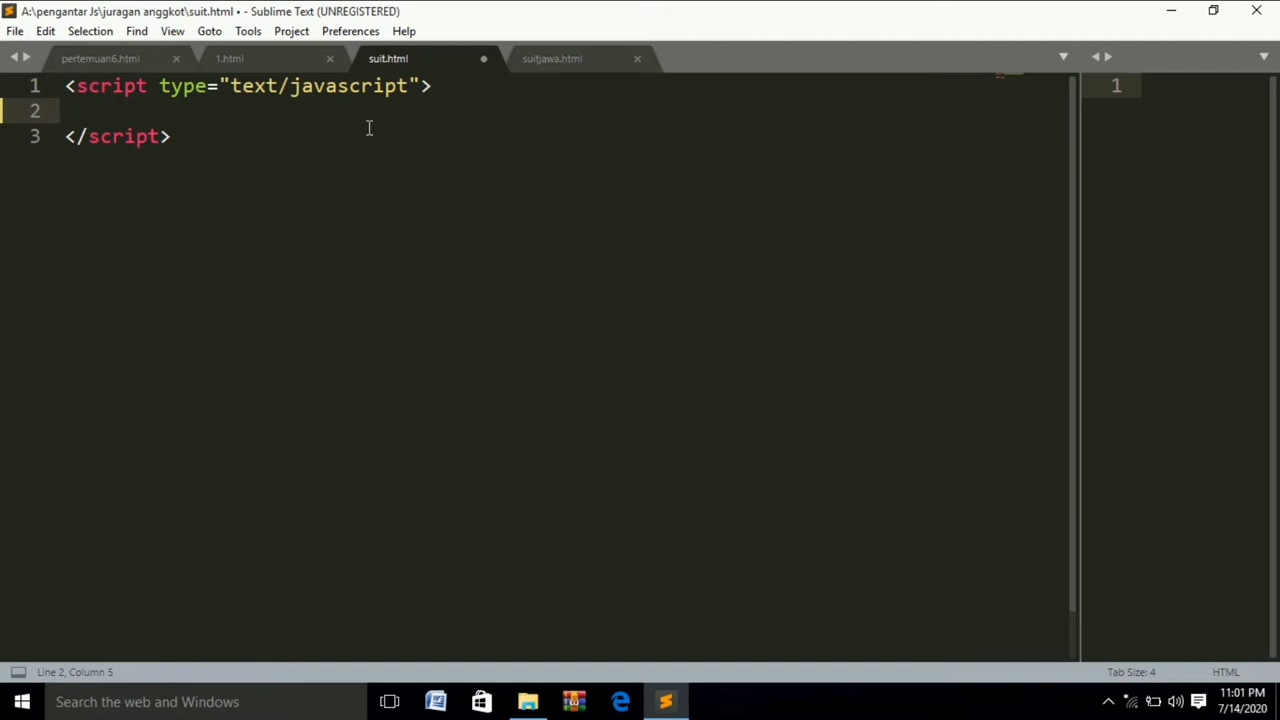 A:\pengantar Js\juragan anggkot\suit.html • - Sublime Text (UNREGISTERED)
File Edit Selection Find View Goto Tools Project Preferences Help
pertemuan6.html 1.html suit.html suitjawa.html
1 <script type="text/javascript"> 1
2
3 </script>
Line 2, Column 5 Tab Size: 4 HTML
Search the web and Windows
11:01 PM
7/14/2020